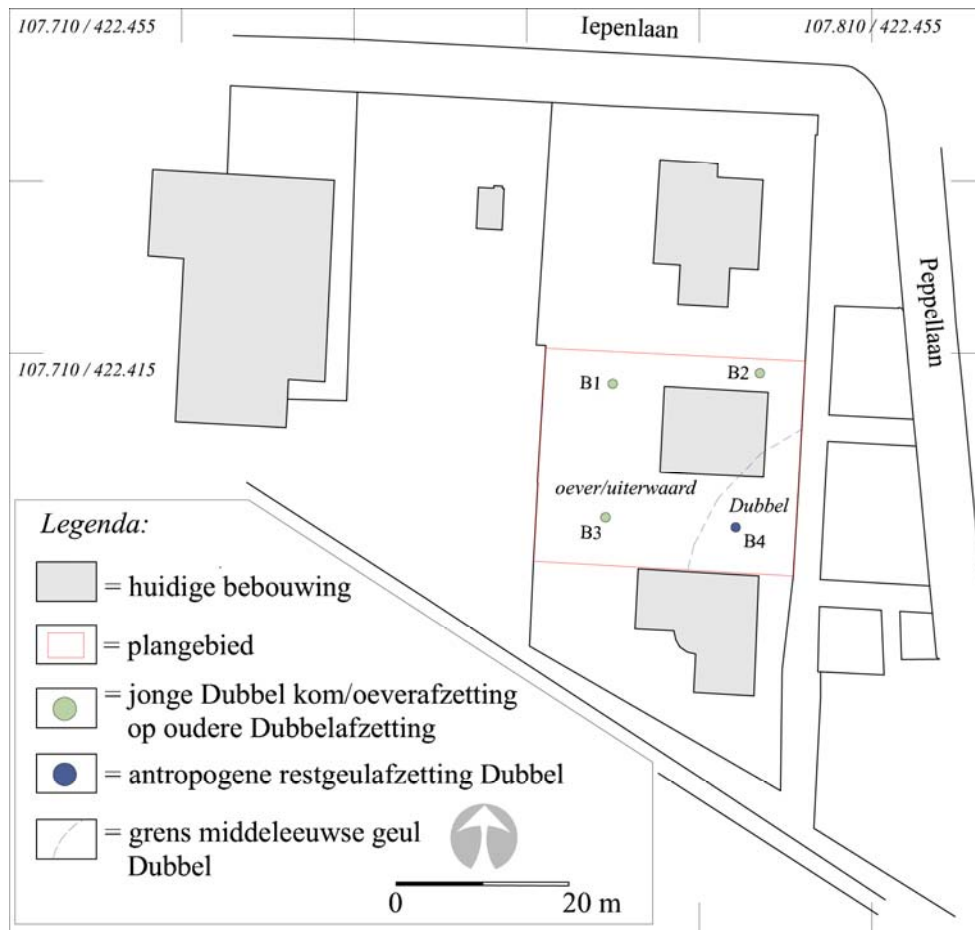 107.710 / 422.455
Iepenlaan
107.810 / 422.455
Peppellaan
107.710 / 422.415
B1
B2
oever/uiterwaard
Dubbel
B3
B4
Legenda:
= huidige bebouwing
= plangebied
= jonge Dubbel kom/oeverafzetting
op oudere Dubbelafzetting
= antropogene restgeulafzetting Dubbel
= grens middeleeuwse geul
Dubbel
0 20 m